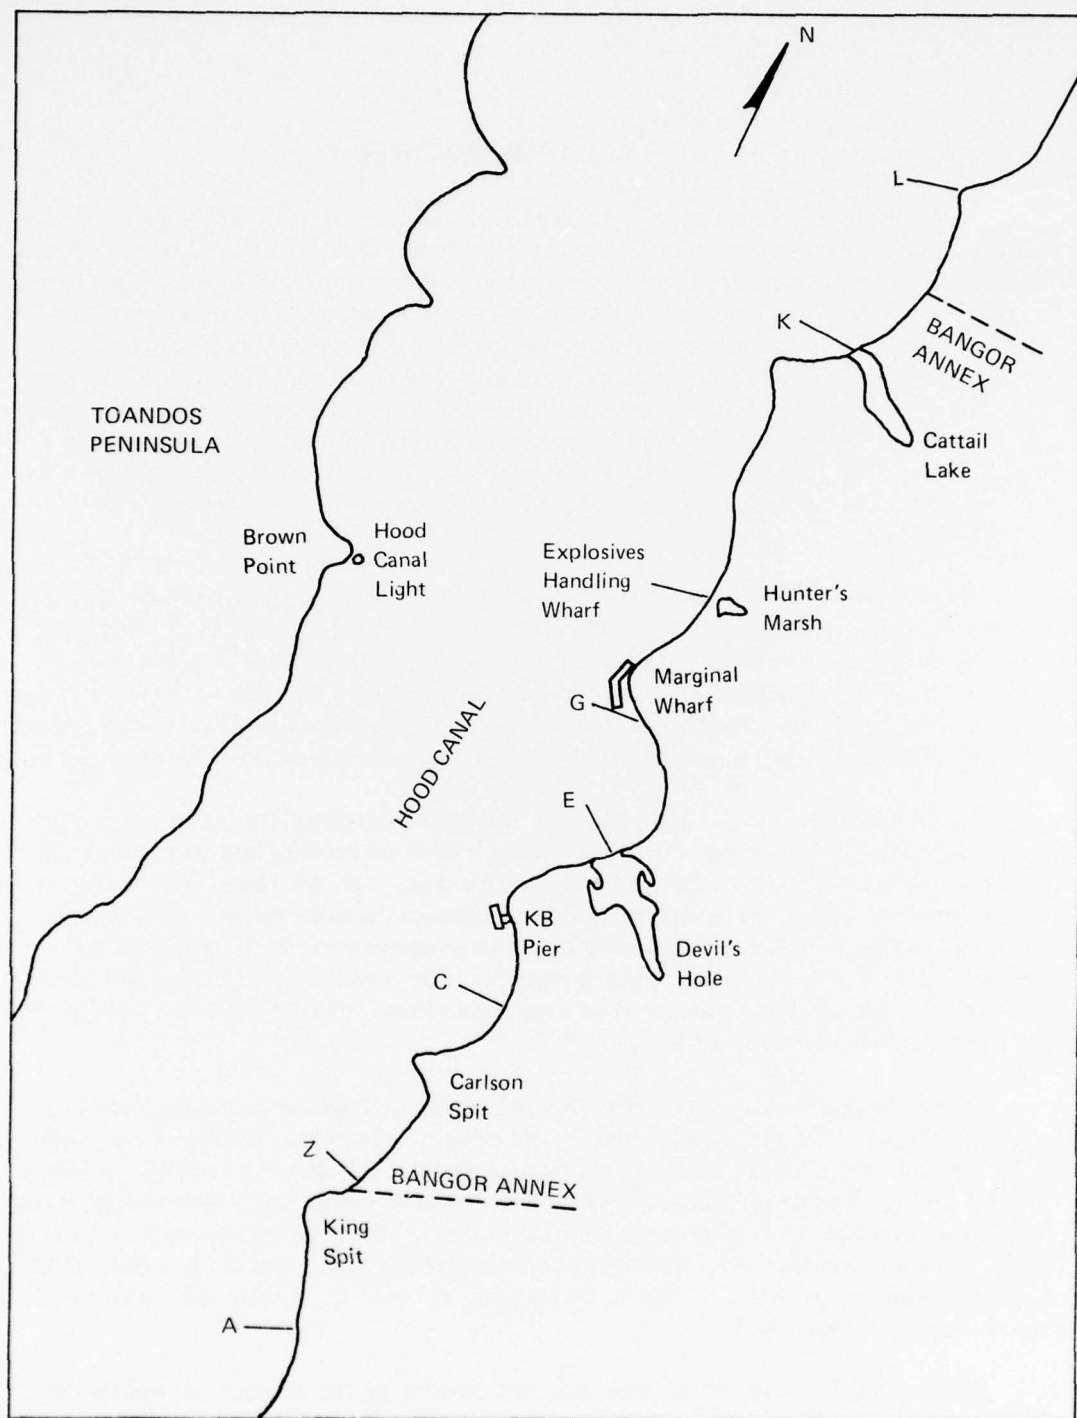 N
L
K
BANGOR
ANNEX
TOANDOS
PENINSULA
Cattail
Lake
Brown
Point
Hood
Canal
Light
Explosives
Handling
Wharf
Hunter's
Marsh
Marginal
Wharf
G
HOOD CANAL
E
KB
Pier
Devil's
Hole
C
Carlson
Spit
Z
BANGOR ANNEX
King
Spit
A